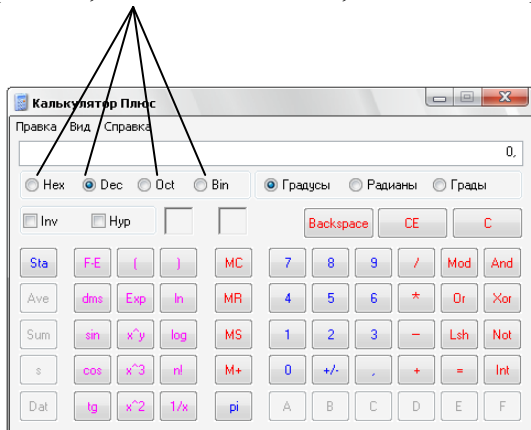 Калькулятор Плюс
Правка Вид Справка
0,
Hex Dec Oct Bin Градусы Радианы Грады
Inv Hyp Backspace CE C
Sta F-E ( ) MC 7 8 9 / Mod And
Ave dms Exp ln MR 4 5 6 * Or Xor
Sum sin x^y log MS 1 2 3 − Lsh Not
s cos x^3 n! M+ 0 +/- , + = Int
Dat tg x^2 1/x pi A B C D E F